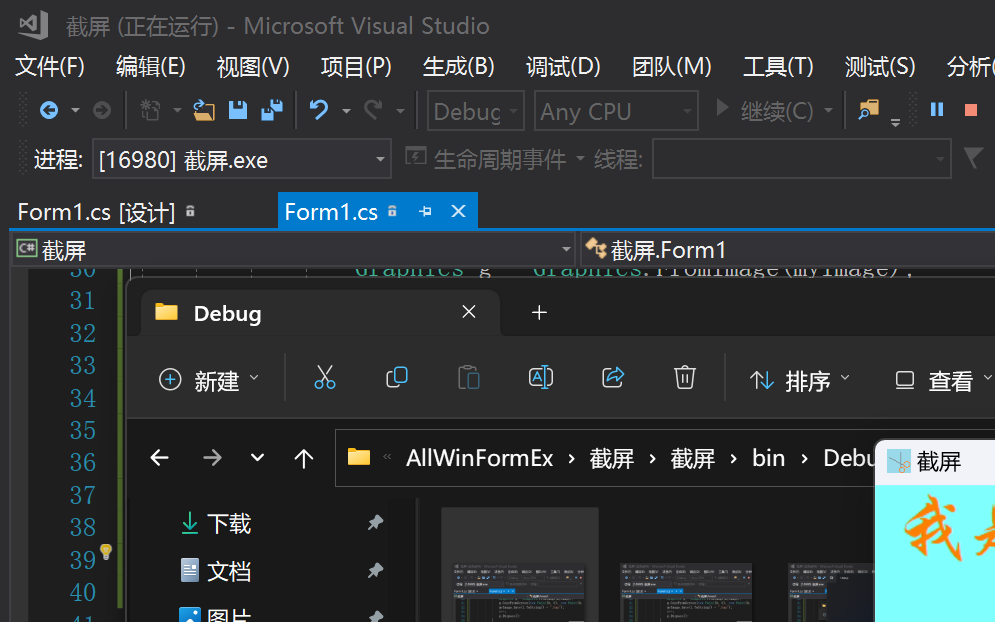 截屏 (正在运行) - Microsoft Visual Studio
文件(F) 编辑(E) 视图(V) 项目(P) 生成(B) 调试(D) 团队(M) 工具(T) 测试(S) 分析(
Debug Any CPU 继续(C)
进程: [16980] 截屏.exe 生命周期事件 线程:
Form1.cs [设计] Form1.cs
C# 截屏 截屏.Form1
30 Graphics g Graphics.FromImage(myImage);
31
Debug
32
33
新建 排序 查看
34
35
36
AllWinFormEx › 截屏 › 截屏 › bin › Debu
截屏
37
38
下载
我是
39
文档
40
41
图片